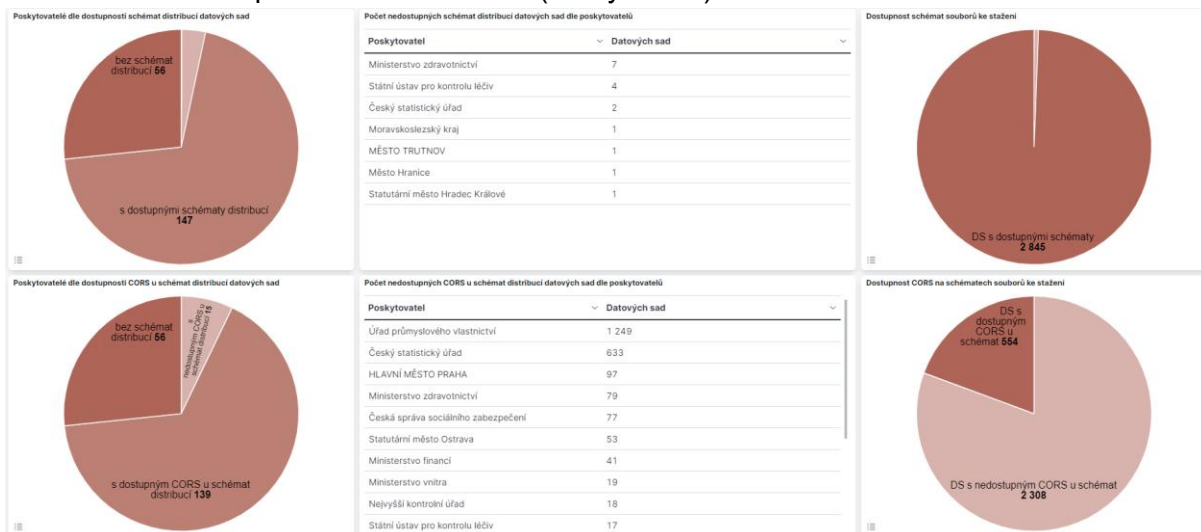 Poskytovatelé dle dostupnosti schémat distribucí datových sad
bez schémat
distribucí 56
s dostupnými schématy distribucí
147
Počet nedostupných schémat distribucí datových sad dle poskytovatelů
Poskytovatel Datových sad
Ministerstvo zdravotnictví 7
Státní ústav pro kontrolu léčiv 4
Český statistický úřad 2
Moravskoslezský kraj 1
MĚSTO TRUTNOV 1
Město Hranice 1
Statutární město Hradec Králové 1
Dostupnost schémat souborů ke stažení
DS s dostupnými schématy
2 845
Poskytovatelé dle dostupnosti CORS u schémat distribucí datových sad
bez schémat
distribucí 56
s
nedostupným CORS u
schémat distribucí 15
s dostupným CORS u schémat
distribucí 139
Počet nedostupných CORS u schémat distribucí datových sad dle poskytovatelů
Poskytovatel Datových sad
Úřad průmyslového vlastnictví 1 249
Český statistický úřad 633
HLAVNÍ MĚSTO PRAHA 97
Ministerstvo zdravotnictví 79
Česká správa sociálního zabezpečení 77
Statutární město Ostrava 53
Ministerstvo financí 41
Ministerstvo vnitra 19
Nejvyšší kontrolní úřad 18
Státní ústav pro kontrolu léčiv 17
Dostupnost CORS na schématech souborů ke stažení
DS s
dostupným
CORS u
schémat 554
DS s nedostupným CORS u schémat
2 308